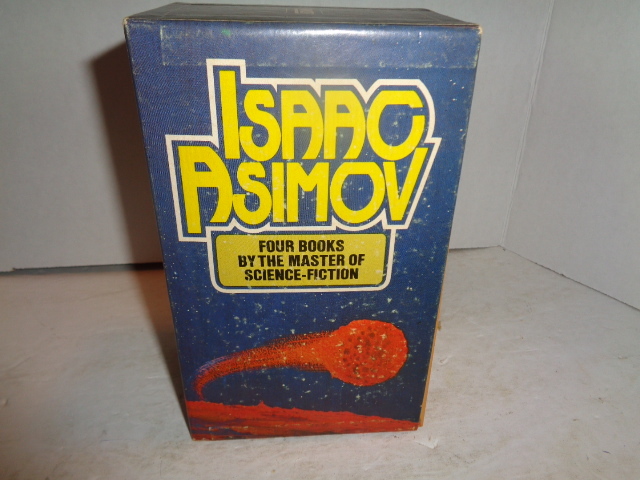 ISAAC
ASIMOV
FOUR BOOKS
BY THE MASTER OF
SCIENCE-FICTION